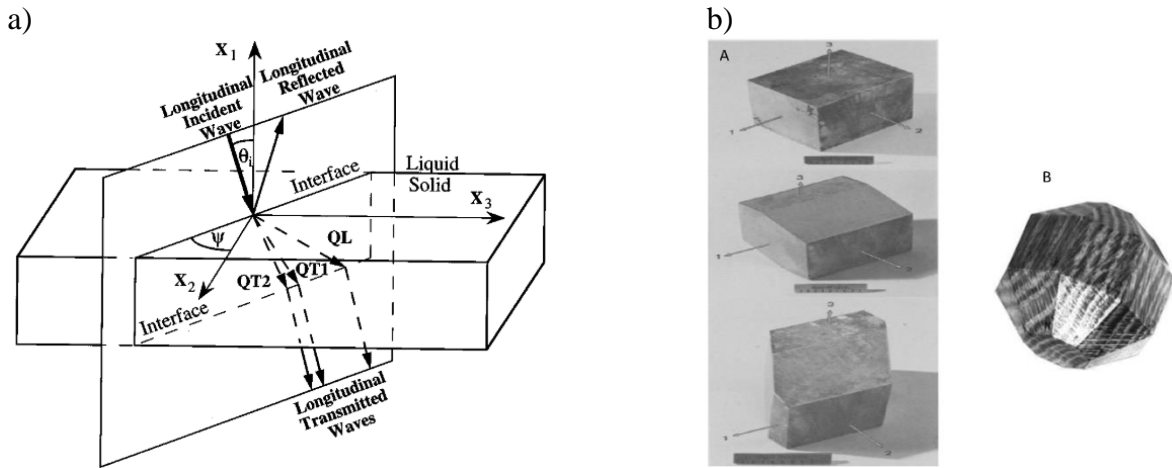 a)
X1
Longitudinal
Incident
Wave
Longitudinal
Reflected
Wave
θi
Interface
Liquid
Solid
X3
ψ
QL
X2
QT2
QT1
Interface
Longitudinal
Transmitted
Waves
b)
A
3
1
2
3
1
2
3
1
2
B